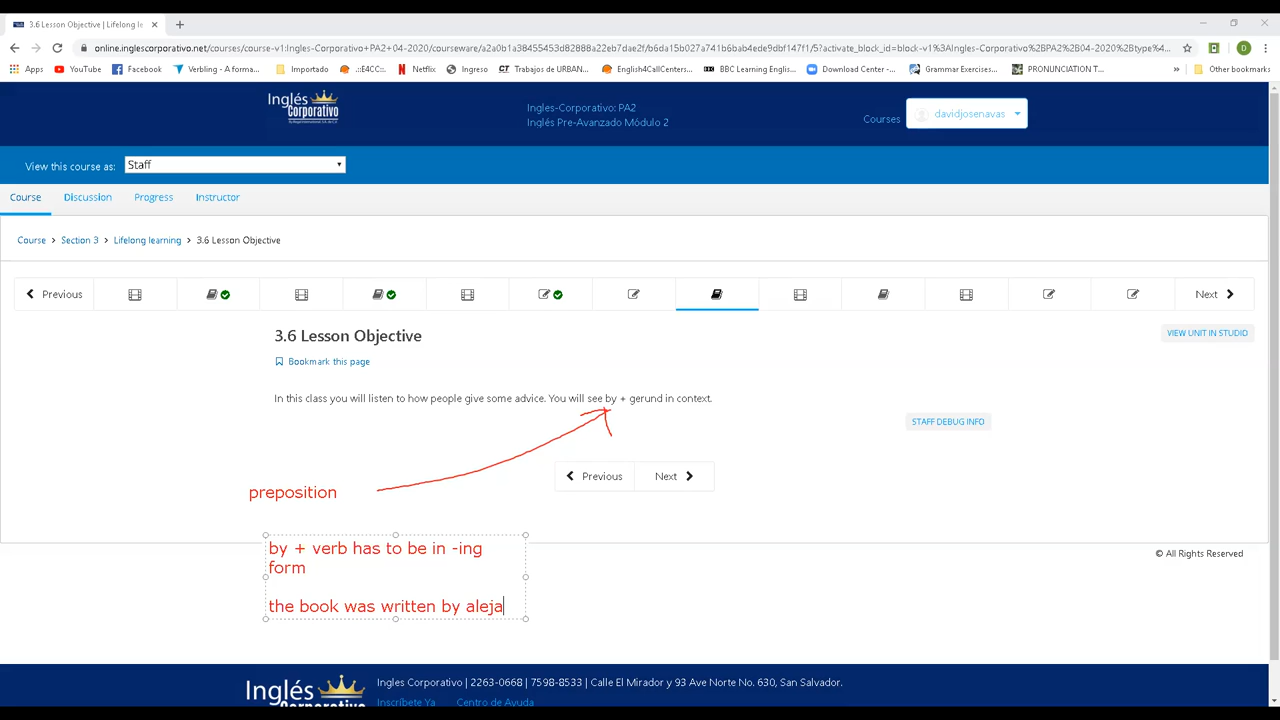 3.6 Lesson Objective | Lifelong le
online.inglescorporativo.net/courses/course-v1:Ingles-Corporativo+PA2+04-2020/courseware/a2a0b1a38455453d82888a22eb7dae2f/b6da15b027a741b6bab4ede9dbf147f1/5?activate_block_id=block-v1%3AIngles-Corporativo%2BPA2%2B04-2020%2Btype%4...
D
Apps YouTube Facebook Verbling - A forma... Importado .::E4CC::. Netflix Ingreso CT Trabajos de URBAN... English4CallCenters... BBC Learning Englis... Download Center -... Grammar Exercises... PRONUNCIATION T... » Other bookmarks
Inglés
Corporativo
Ingles-Corporativo: PA2
Inglés Pre-Avanzado Módulo 2
Courses davidjosenavas
View this course as: Staff
Course Discussion Progress Instructor
Course > Section 3 > Lifelong learning > 3.6 Lesson Objective
Previous Next
3.6 Lesson Objective
VIEW UNIT IN STUDIO
Bookmark this page
In this class you will listen to how people give some advice. You will see by + gerund in context.
STAFF DEBUG INFO
Previous Next
preposition
by + verb has to be in -ing
form
© All Rights Reserved
the book was written by aleja
Inglés
Corporativo
Ingles Corporativo | 2263-0668 | 7598-8533 | Calle El Mirador y 93 Ave Norte No. 630, San Salvador.
Inscríbete Ya Centro de Ayuda